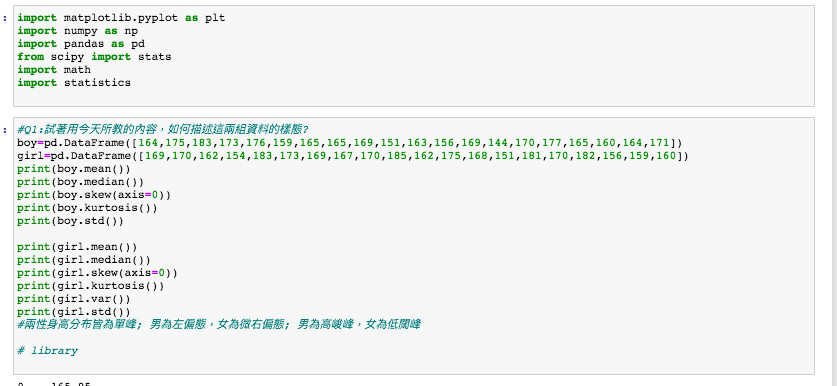 :
import matplotlib.pyplot as plt
import numpy as np
import pandas as pd
from scipy import stats
import math
import statistics
:
#Q1:試著用今天所教的內容，如何描述這兩組資料的樣態?
boy=pd.DataFrame([164,175,183,173,176,159,165,165,169,151,163,156,169,144,170,177,165,160,164,171])
girl=pd.DataFrame([169,170,162,154,183,173,169,167,170,185,162,175,168,151,181,170,182,156,159,160])
print(boy.mean())
print(boy.median())
print(boy.skew(axis=0))
print(boy.kurtosis())
print(boy.std())
print(girl.mean())
print(girl.median())
print(girl.skew(axis=0))
print(girl.kurtosis())
print(girl.var())
print(girl.std())
#兩性身高分布皆為單峰; 男為左偏態，女為微右偏態; 男為高峻峰，女為低闊峰
# library
0 165.95